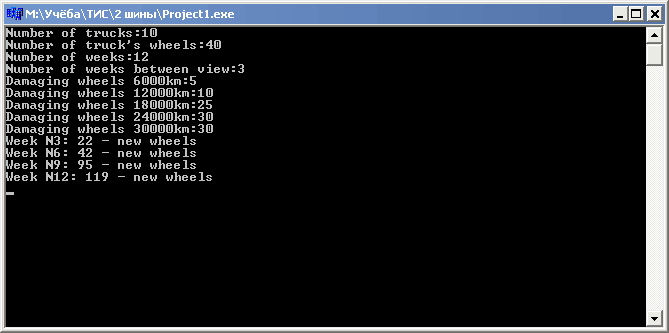 M:\Учёба\ТИС\2 шины\Project1.exe
Number of trucks:10
Number of truck's wheels:40
Number of weeks:12
Number of weeks between view:3
Damaging wheels 6000km:5
Damaging wheels 12000km:10
Damaging wheels 18000km:25
Damaging wheels 24000km:30
Damaging wheels 30000km:30
Week N3: 22 - new wheels
Week N6: 42 - new wheels
Week N9: 95 - new wheels
Week N12: 119 - new wheels